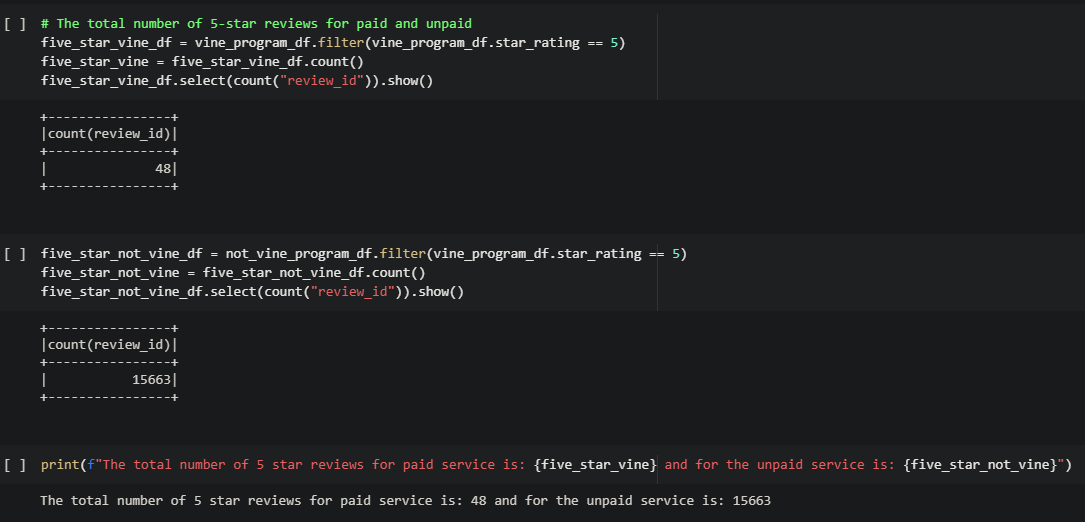 [ ] # The total number of 5-star reviews for paid and unpaid
five_star_vine_df = vine_program_df.filter(vine_program_df.star_rating == 5)
five_star_vine = five_star_vine_df.count()
five_star_vine_df.select(count("review_id")).show()
+----------------+
|count(review_id)|
+----------------+
|              48|
+----------------+
[ ] five_star_not_vine_df = not_vine_program_df.filter(vine_program_df.star_rating == 5)
five_star_not_vine = five_star_not_vine_df.count()
five_star_not_vine_df.select(count("review_id")).show()
+----------------+
|count(review_id)|
+----------------+
|           15663|
+----------------+
[ ] print(f"The total number of 5 star reviews for paid service is: {five_star_vine} and for the unpaid service is: {five_star_not_vine}")
The total number of 5 star reviews for paid service is: 48 and for the unpaid service is: 15663